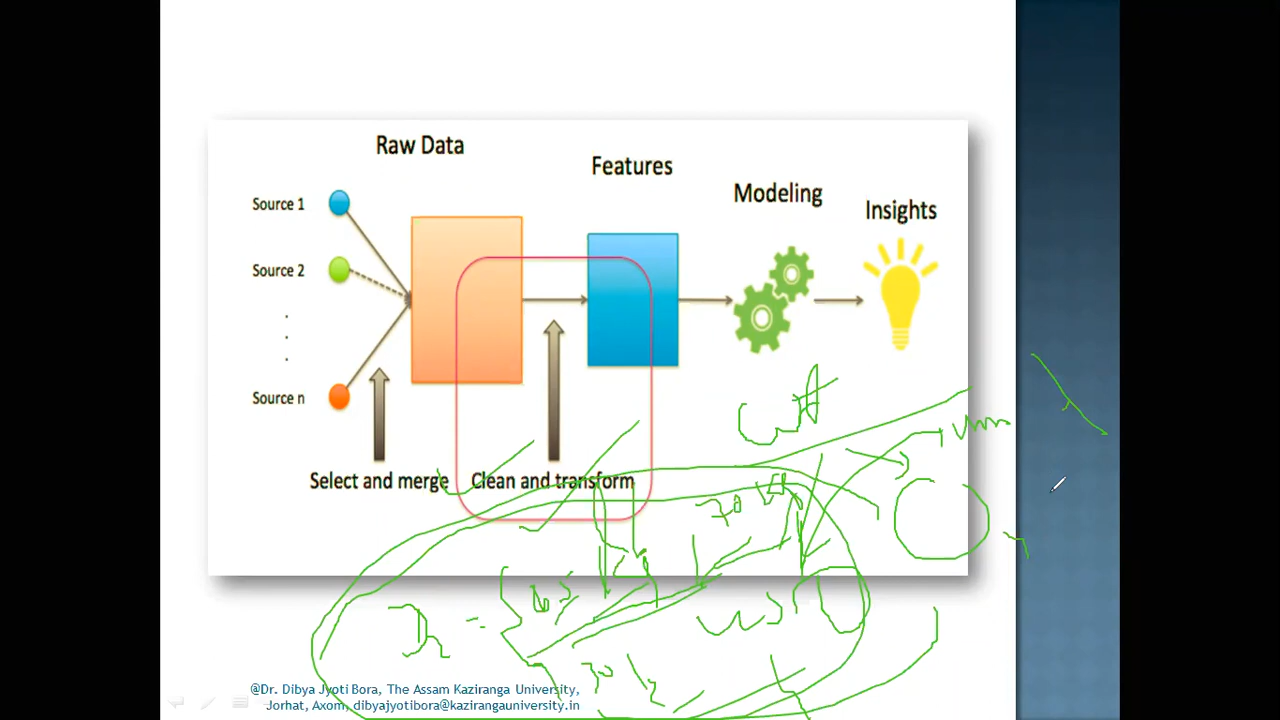 Raw Data
Features
Modeling
Insights
Source 1
Source 2
.
.
.
Source n
Select and merge
Clean and transform
@Dr. Dibya Jyoti Bora, The Assam Kaziranga University,
Jorhat, Axom, dibyajyotibora@kazirangauniversity.in